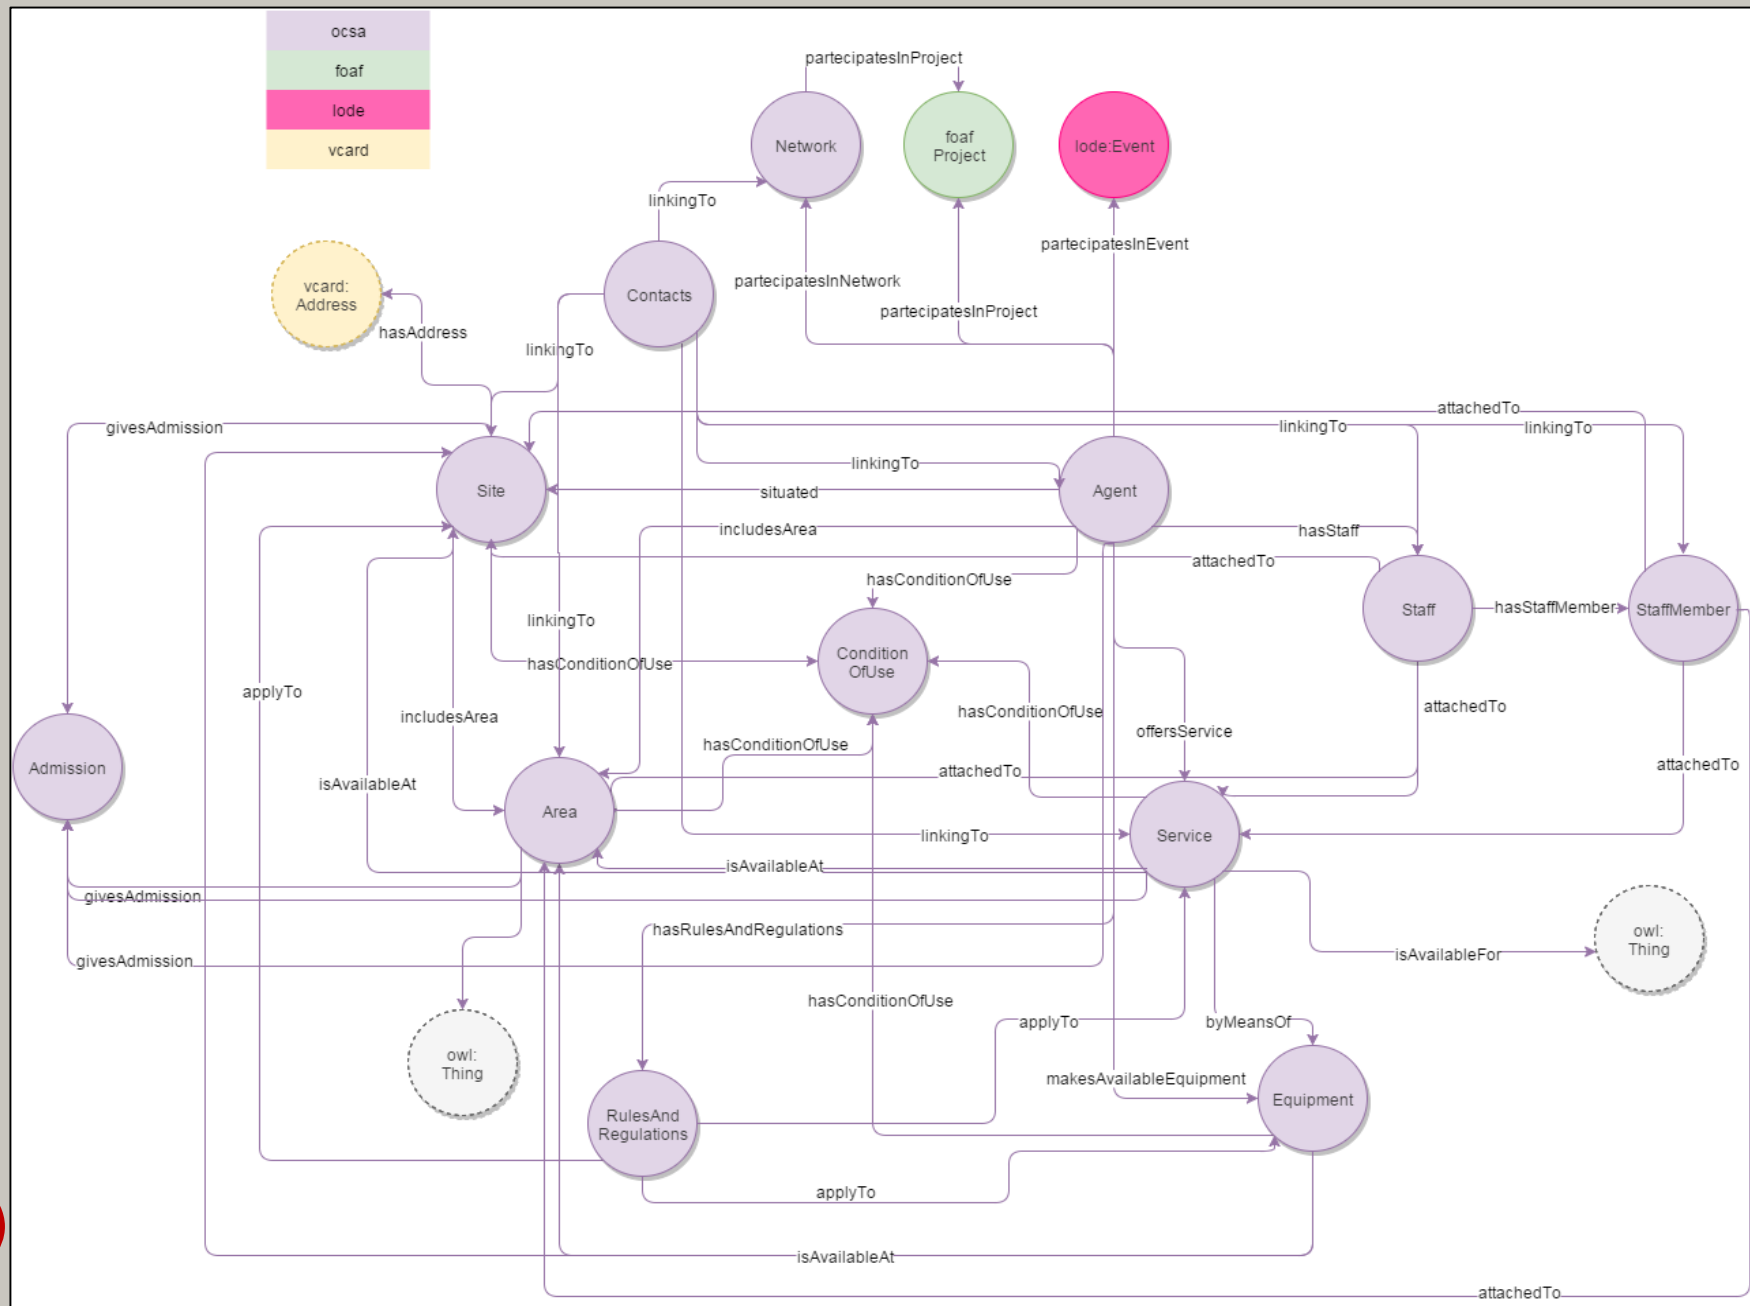 ocsa
foaf
lode
vcard
partecipatesInProject
Network
foaf
Project
lode:Event
linkingTo
partecipatesInEvent
vcard:
Address
Contacts
partecipatesInNetwork
partecipatesInProject
hasAddress
linkingTo
attachedTo
givesAdmission
linkingTo
linkingTo
linkingTo
Site
situated
Agent
includesArea
hasStaff
attachedTo
hasConditionOfUse
Staff
hasStaffMember
StaffMember
linkingTo
Condition
OfUse
hasConditionOfUse
applyTo
hasConditionOfUse
attachedTo
includesArea
offersService
hasConditionOfUse
Admission
attachedTo
attachedTo
isAvailableAt
Area
linkingTo
Service
isAvailableAt
givesAdmission
hasRulesAndRegulations
owl:
Thing
isAvailableFor
givesAdmission
hasConditionOfUse
applyTo
byMeansOf
owl:
Thing
makesAvailableEquipment
Equipment
RulesAnd
Regulations
applyTo
isAvailableAt
attachedTo